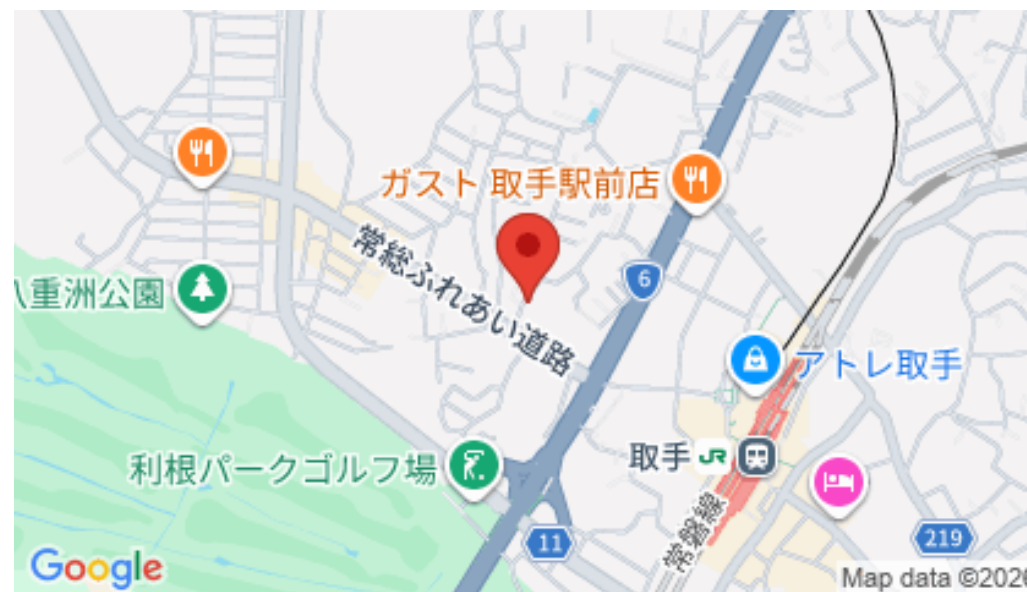 ガスト 取手駅前店
常総ふれあい道路
6
八重洲公園
アトレ取手
取手 JR
利根パークゴルフ場
常磐線
11
219
Google
Map data ©2026